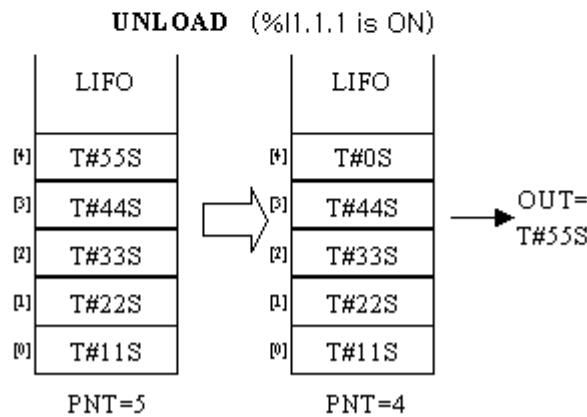 UNLOAD (%I1.1.1 is ON)
LIFO
LIFO
[4] T#55S
[4] T#0S
[3] T#44S
[3] T#44S
OUT=
T#55S
[2] T#33S
[2] T#33S
[1] T#22S
[1] T#22S
[0] T#11S
[0] T#11S
PNT=5
PNT=4